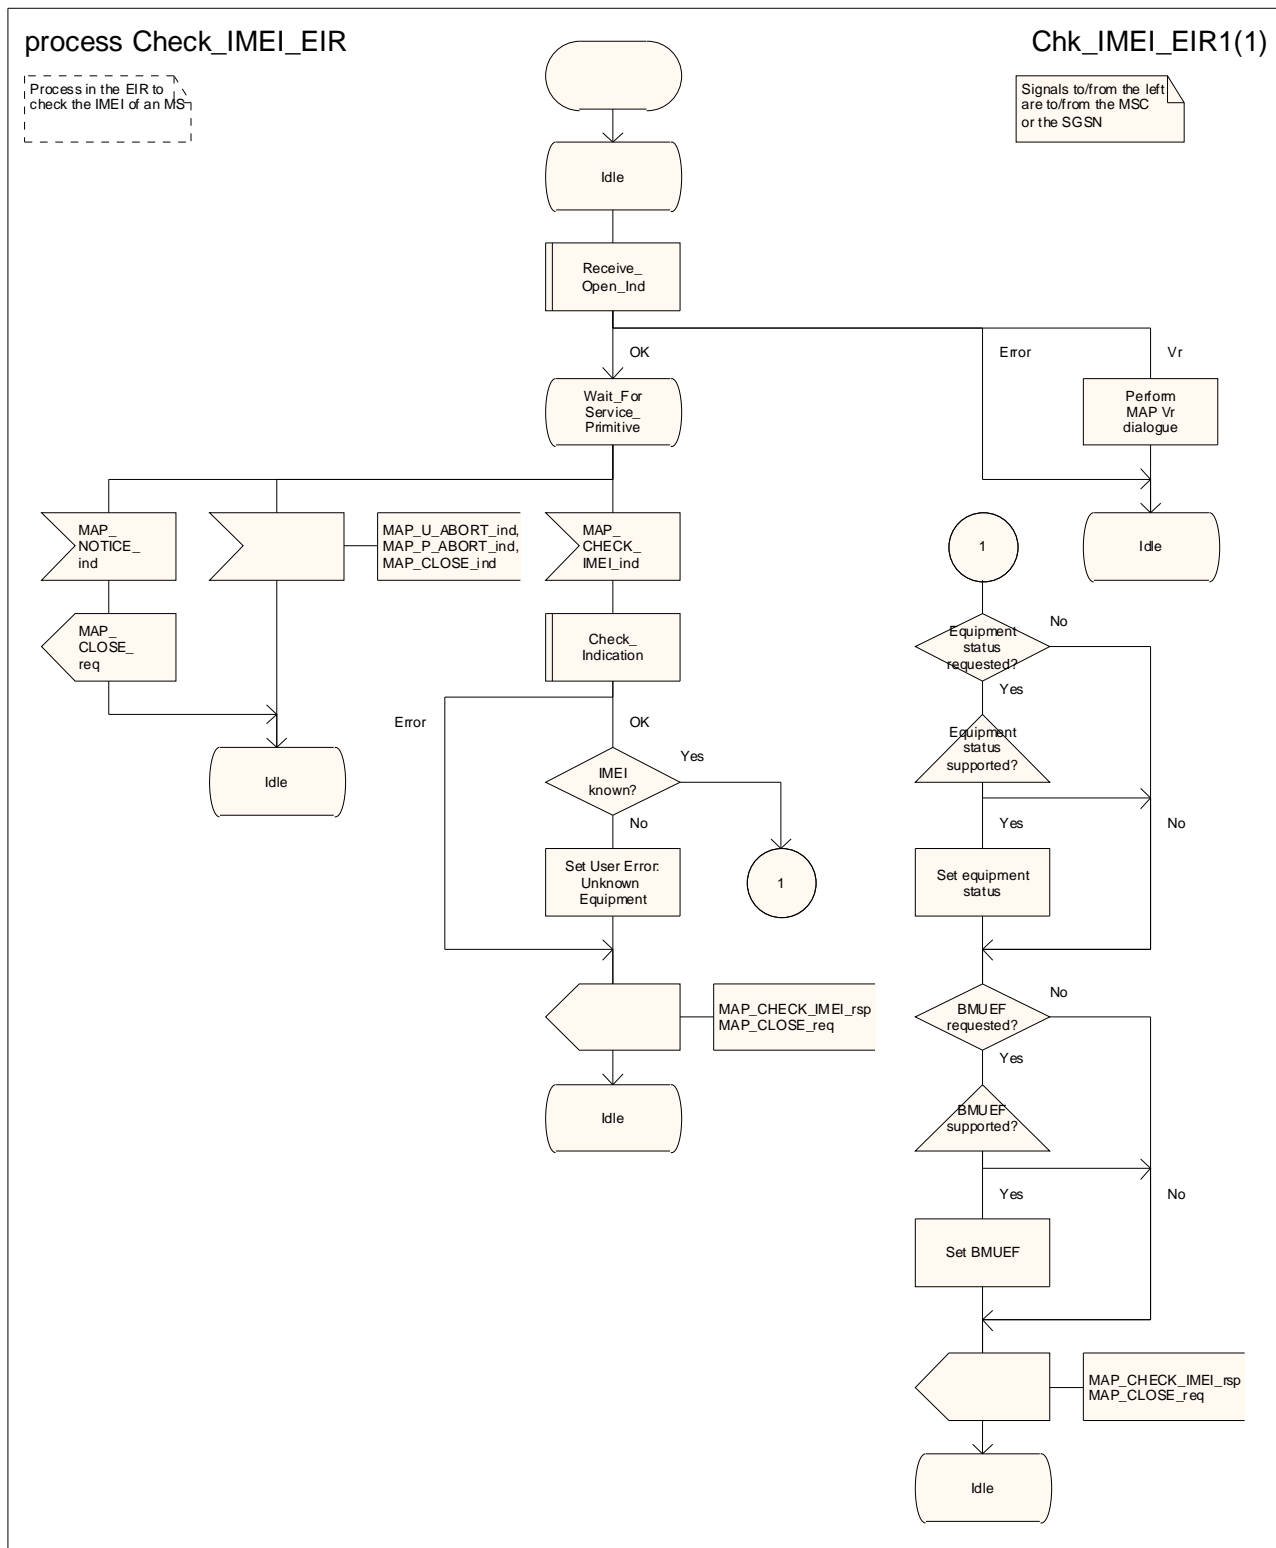 process Check_IMEI_EIR
Chk_IMEI_EIR1(1)
Process in the EIR to
check the IMEI of an MS
Signals to/from the left
are to/from the MSC
or the SGSN
Idle
Receive_
Open_Ind
OK
Error
Vr
Wait_For
Service_
Primitive
Perform
MAP Vr
dialogue
MAP_
NOTICE_
ind
MAP_U_ABORT_ind,
MAP_P_ABORT_ind,
MAP_CLOSE_ind
MAP_
CHECK_
IMEI_ind
1
Idle
MAP_
CLOSE_
req
Check_
Indication
Equipment
status
requested?
No
Yes
Error
OK
Equipment
status
supported?
Idle
IMEI
known?
Yes
No
Yes
No
Set User Error:
Unknown
Equipment
1
Set equipment
status
MAP_CHECK_IMEI_rsp
MAP_CLOSE_req
BMUEF
requested?
No
Yes
Idle
BMUEF
supported?
Yes
No
Set BMUEF
MAP_CHECK_IMEI_rsp
MAP_CLOSE_req
Idle